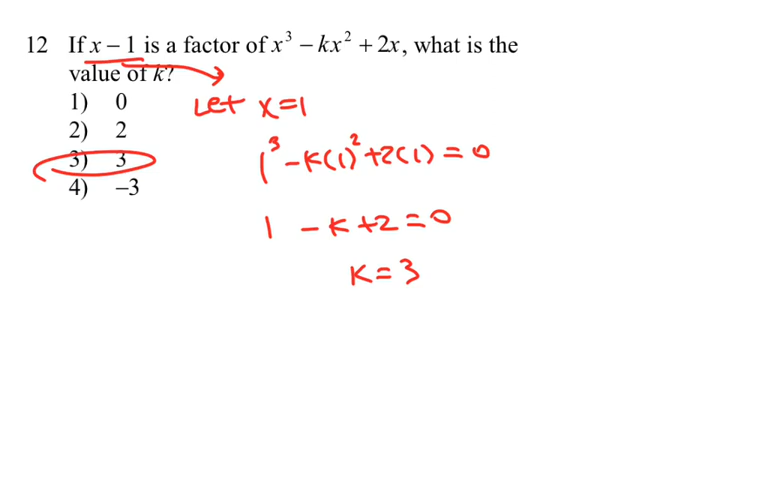 12 If x − 1 is a factor of x³ − kx² + 2x, what is the
value of k?
1) 0
2) 2
3) 3
4) −3
Let x=1
1³ − k(1)² + 2(1) = 0
1 − k + 2 = 0
k = 3